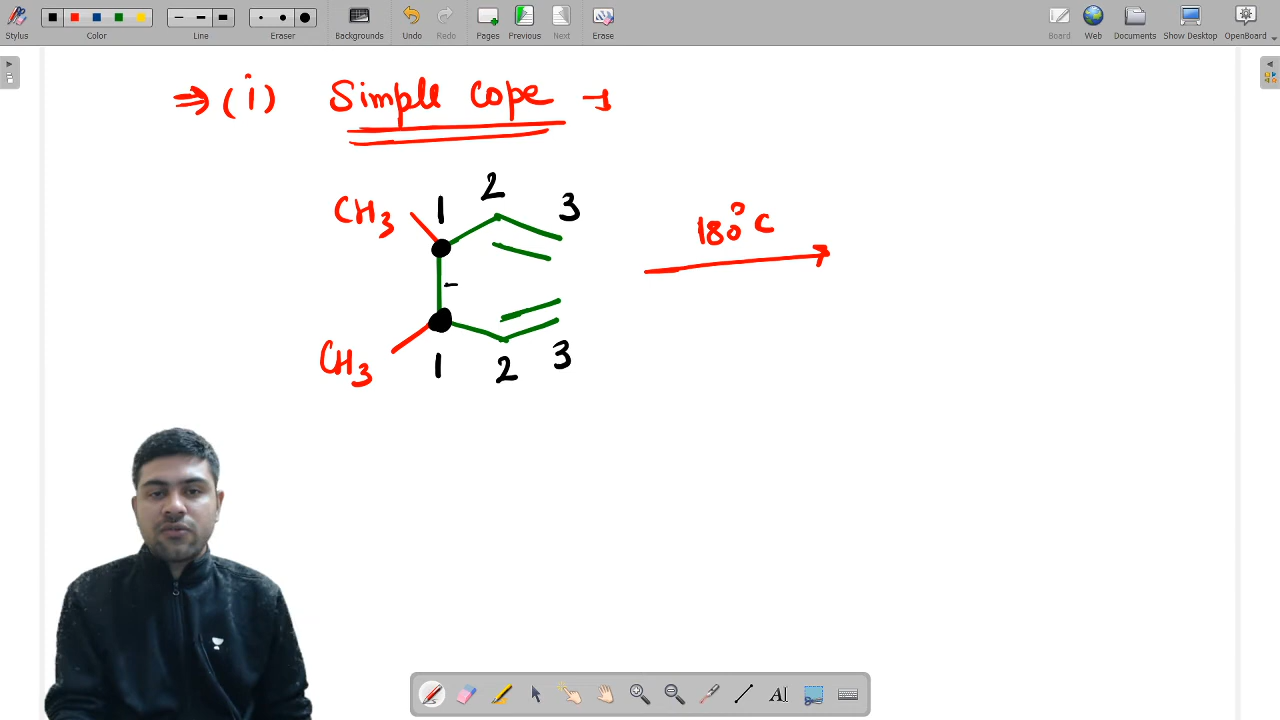 Stylus Color Line Eraser Backgrounds Undo Redo Pages Previous Next Erase Board Web Documents Show Desktop OpenBoard
⇒ (i) Simple Cope →
CH3 1 2 3
180°C
CH3 1 2 3
AI